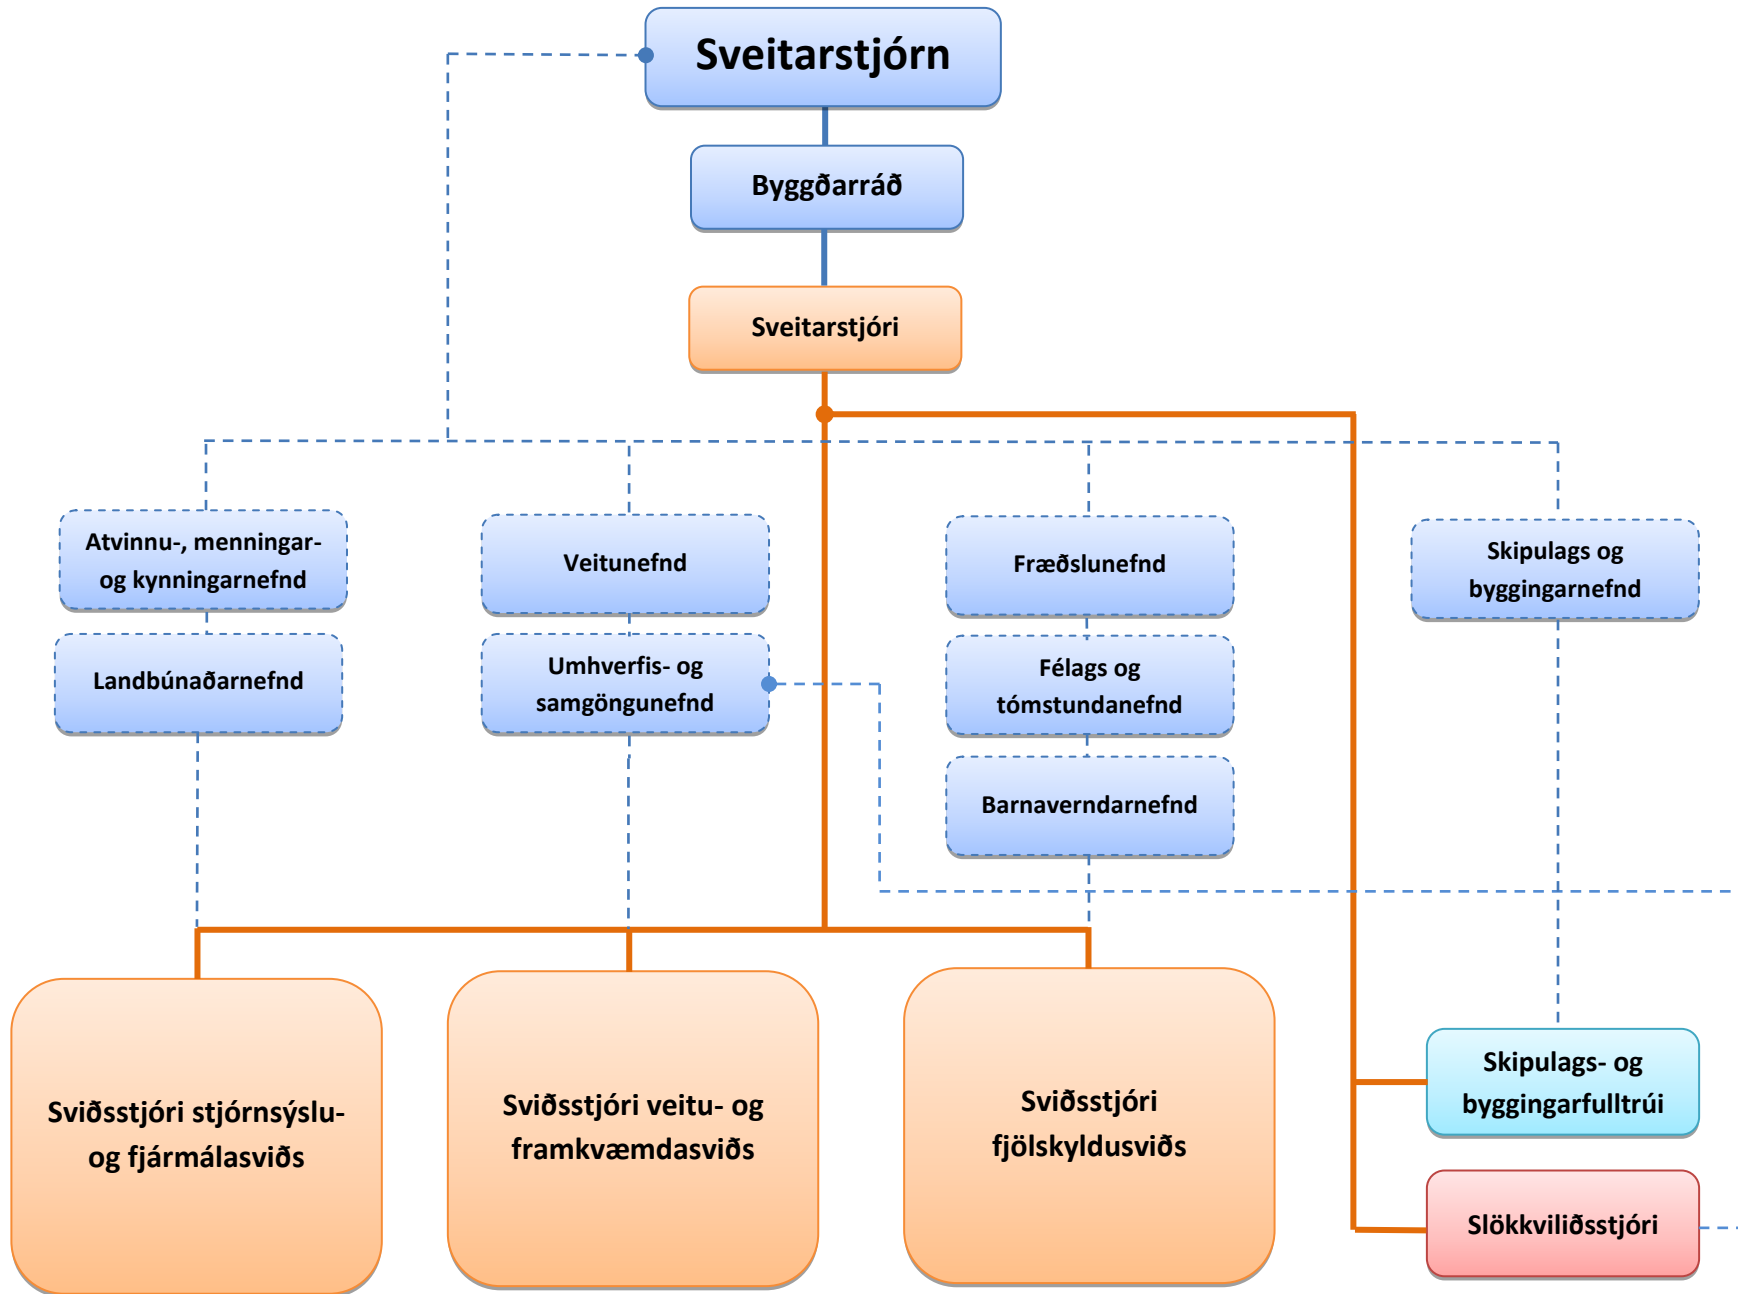 Sveitarstjórn
Byggðarráð
Sveitarstjóri
Atvinnu-, menningar-
og kynningarnefnd
Veitunefnd
Fræðslunefnd
Skipulags og
byggingarnefnd
Landbúnaðarnefnd
Umhverfis- og
samgöngunefnd
Félags og
tómstundanefnd
Barnaverndarnefnd
Sviðsstjóri stjórnsýslu-
og fjármálasviðs
Sviðsstjóri veitu- og
framkvæmdasviðs
Sviðsstjóri
fjölskyldusviðs
Skipulags- og
byggingarfulltrúi
Slökkviliðsstjóri